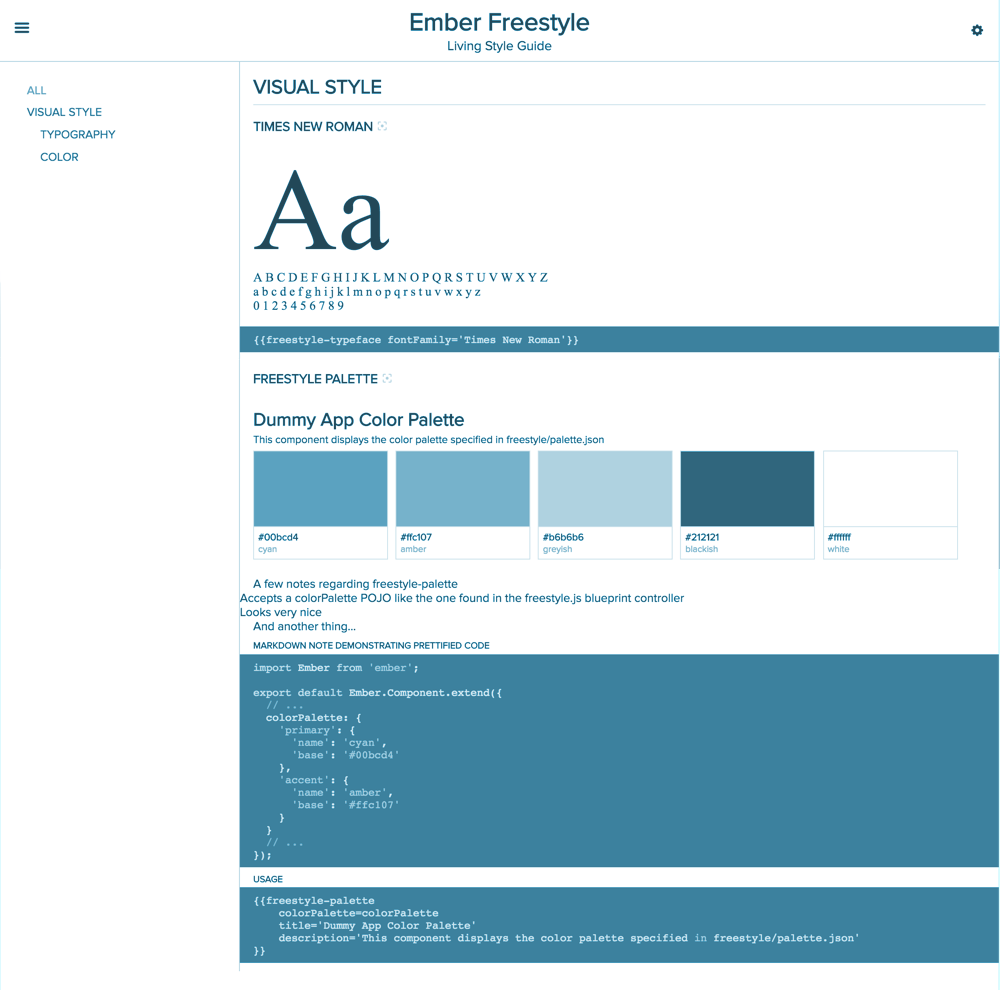 Ember Freestyle
Living Style Guide
ALL
VISUAL STYLE
TYPOGRAPHY
COLOR
VISUAL STYLE
TIMES NEW ROMAN
Aa
A B C D E F G H I J K L M N O P Q R S T U V W X Y Z
a b c d e f g h i j k l m n o p q r s t u v w x y z
0 1 2 3 4 5 6 7 8 9
{{freestyle-typeface fontFamily='Times New Roman'}}
FREESTYLE PALETTE
Dummy App Color Palette
This component displays the color palette specified in freestyle/palette.json
#00bcd4
cyan
#ffc107
amber
#b6b6b6
greyish
#212121
blackish
#ffffff
white
A few notes regarding freestyle-palette
Accepts a colorPalette POJO like the one found in the freestyle.js blueprint controller
Looks very nice
And another thing...
MARKDOWN NOTE DEMONSTRATING PRETTIFIED CODE
import Ember from 'ember';
export default Ember.Component.extend({
  // ...
  colorPalette: {
    'primary': {
      'name': 'cyan',
      'base': '#00bcd4'
    },
    'accent': {
      'name': 'amber',
      'base': '#ffc107'
    }
  }
  // ...
});
USAGE
{{freestyle-palette
    colorPalette=colorPalette
    title='Dummy App Color Palette'
    description='This component displays the color palette specified in freestyle/palette.json'
}}